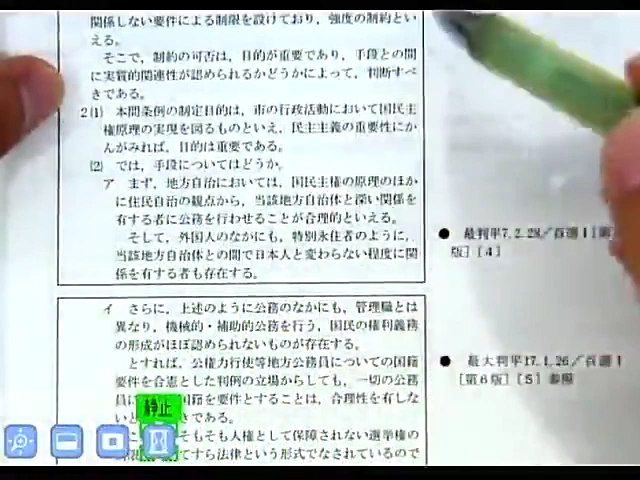 関係しない要件による制限を設けており，強度の制約とい
える。
そこで，制約の可否は，目的が重要であり，手段との間
に実質的関連性が認められるかどうかによって，判断すべ
きである。
2⑴ 本問条例の制定目的は，市の行政活動において国民主
権原理の実現を図るものといえ，民主主義の重要性にか
んがみれば，目的は重要である。
⑵ では，手段についてはどうか。
ア まず，地方自治においては，国民主権の原理のほか
に住民自治の観点から，当該地方自治体と深い関係を
有する者に公務を行わせることが合理的といえる。
そして，外国人のなかにも，特別永住者のように，
当該地方自治体との間で日本人と変わらない程度に関
係を有する者も存在する。
● 最判平7.2.28／百選Ⅰ[第
版] [4]
イ さらに，上述のように公務のなかにも，管理職とは
異なり，機械的・補助的公務を行う，国民の権利義務
の形成がほぼ認められないものが存在する。
とすれば，公権力行使等地方公務員についての国籍
要件を合憲とした判例の立場からしても，一切の公務
員に 国籍を要件とすることは，合理性を有しな
いと きである。
こ そもそも人権として保障されない選挙権の
てすら法律という形式でなされているので
● 最大判平17.1.26／百選Ⅰ
[第6版] [5] 参照
静止